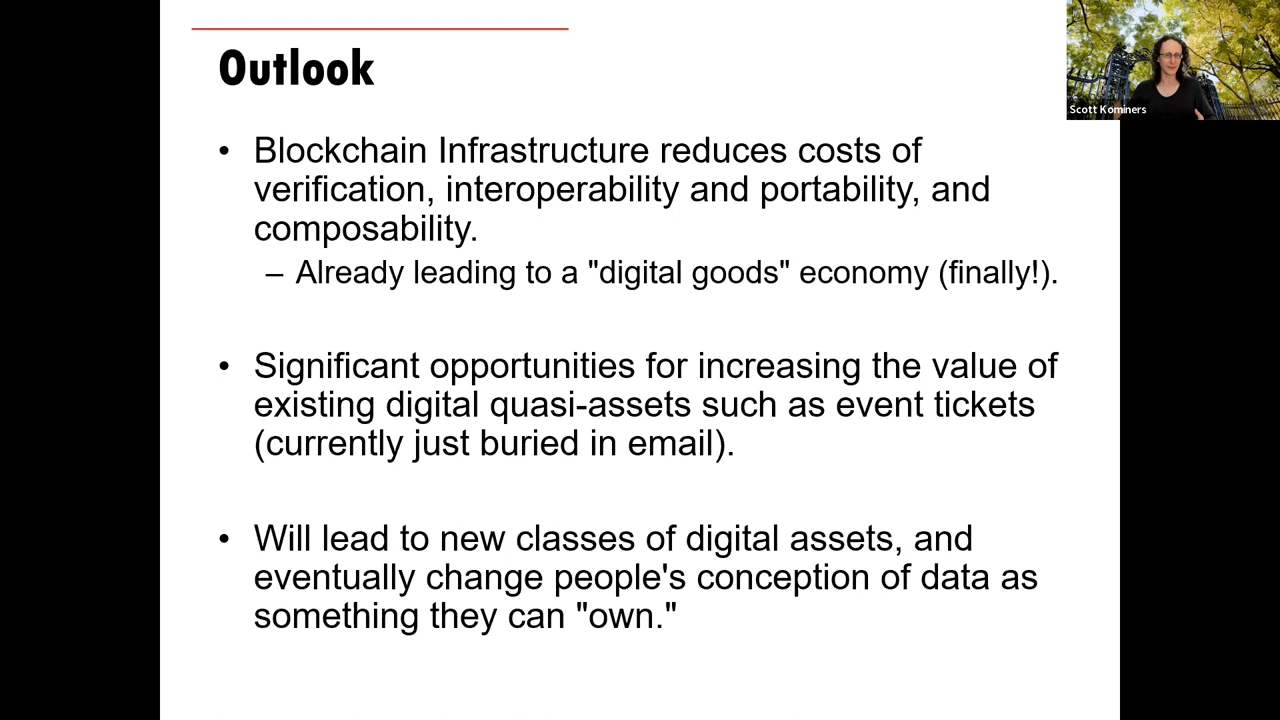 Outlook
• Blockchain Infrastructure reduces costs of
verification, interoperability and portability, and
composability.
– Already leading to a "digital goods" economy (finally!).
• Significant opportunities for increasing the value of
existing digital quasi-assets such as event tickets
(currently just buried in email).
• Will lead to new classes of digital assets, and
eventually change people's conception of data as
something they can "own."
Scott Kominers